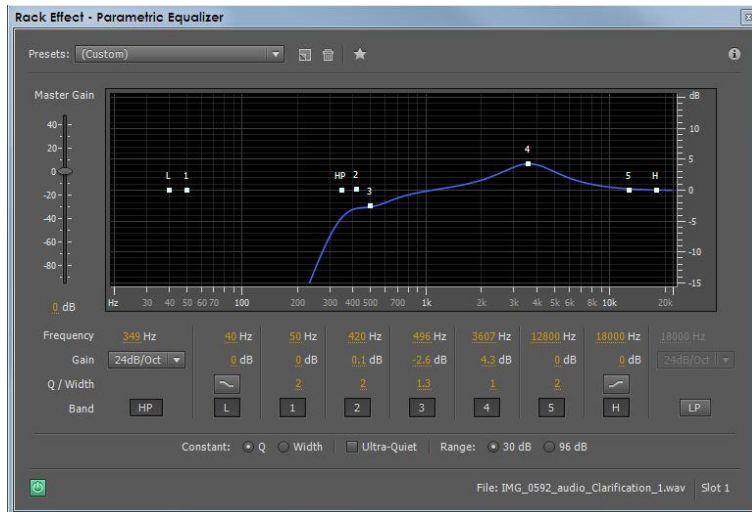 Rack Effect - Parametric Equalizer
Presets: (Custom)
Master Gain
dB
40
20
0
-20
-40
-60
-80
0 dB
L 1 HP 2 3 4 5 H
10
5
0
-5
-10
-15
Hz 30 40 50 60 70 100 200 300 400 500 700 1k 2k 3k 4k 5k 6k 8k 10k 20k
Frequency 349 Hz 40 Hz 50 Hz 420 Hz 496 Hz 3607 Hz 12800 Hz 18000 Hz 18000 Hz
Gain 24dB/Oct 0 dB 0 dB 0.1 dB -2.6 dB 4.3 dB 0 dB 0 dB 24dB/Oct
Q / Width 2 2 1.3 1 2
Band HP L 1 2 3 4 5 H LP
Constant: Q Width Ultra-Quiet Range: 30 dB 96 dB
File: IMG_0592_audio_Clarification_1.wav Slot 1